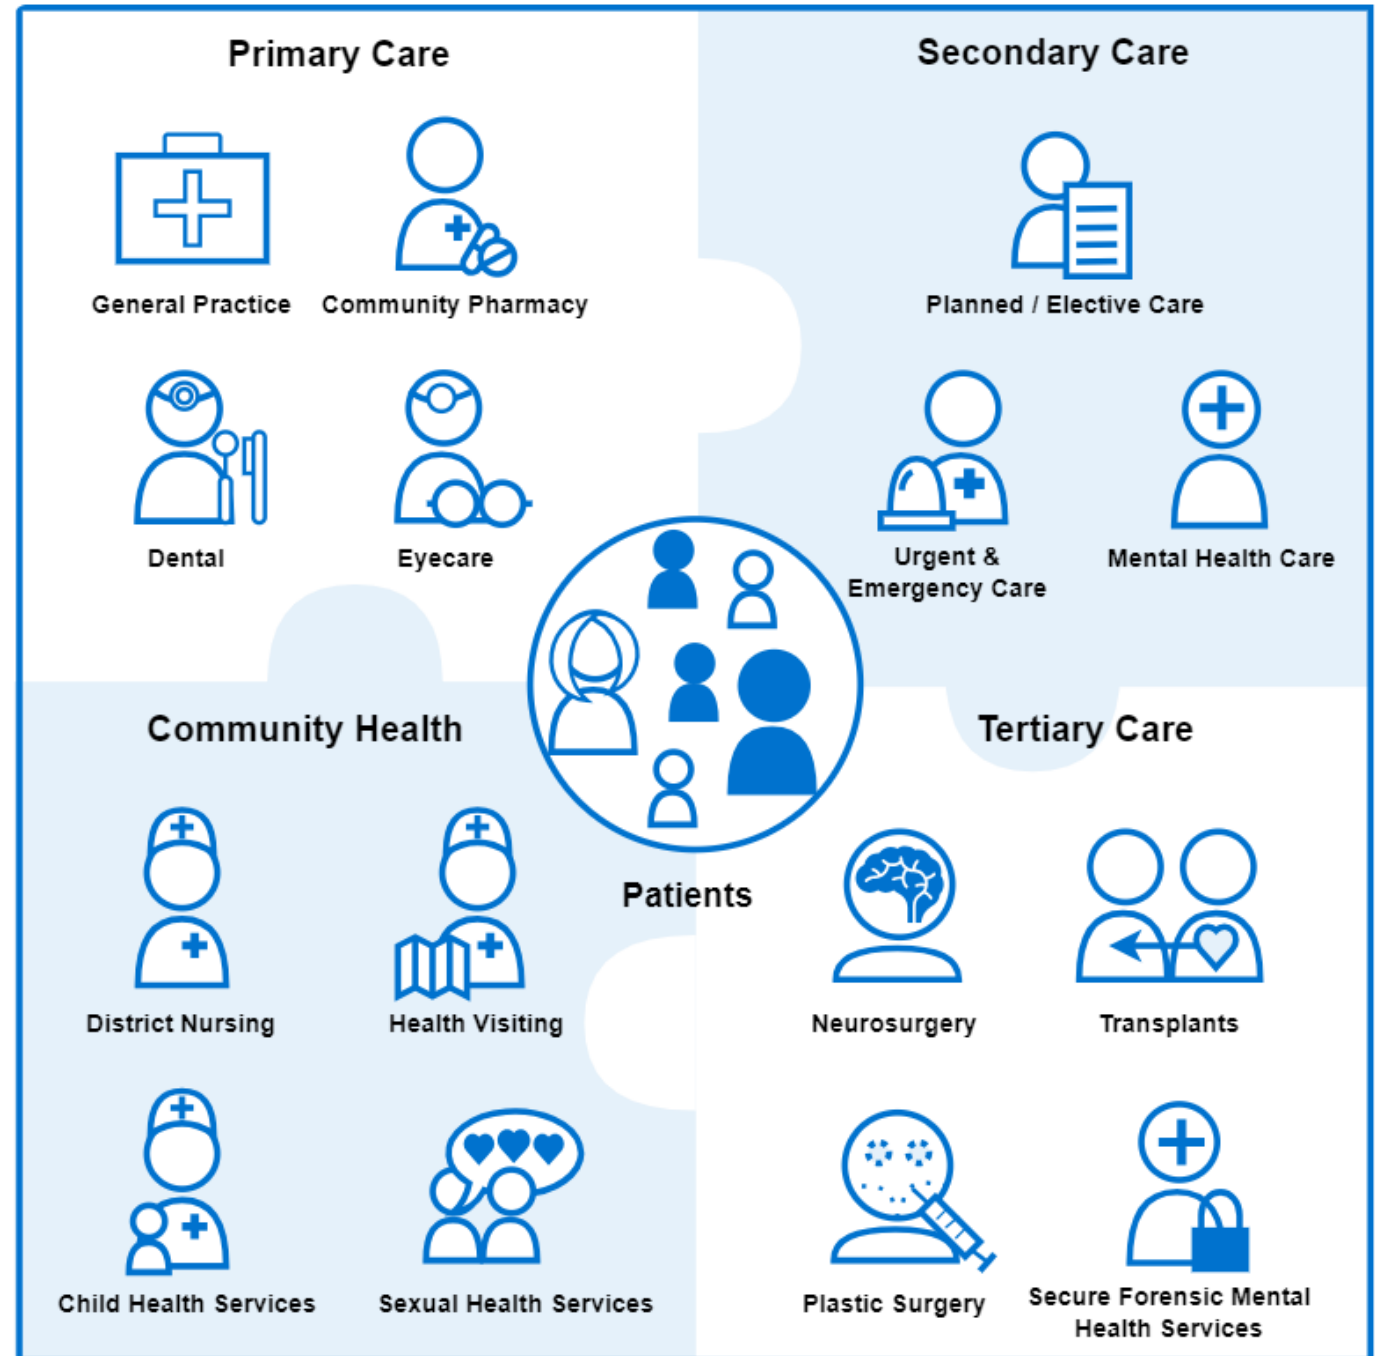 Primary Care
General Practice
Community Pharmacy
Dental
Eyecare
Secondary Care
Planned / Elective Care
Urgent &
Emergency Care
Mental Health Care
Patients
Community Health
District Nursing
Health Visiting
Child Health Services
Sexual Health Services
Tertiary Care
Neurosurgery
Transplants
Plastic Surgery
Secure Forensic Mental
Health Services